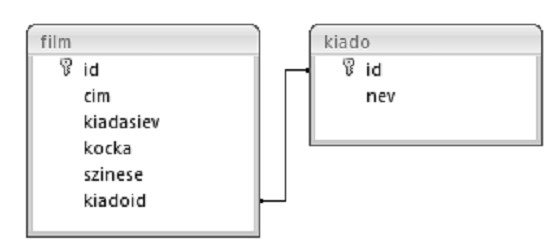 film
id
cim
kiadasiev
kocka
szinese
kiadoid
kiado
id
nev